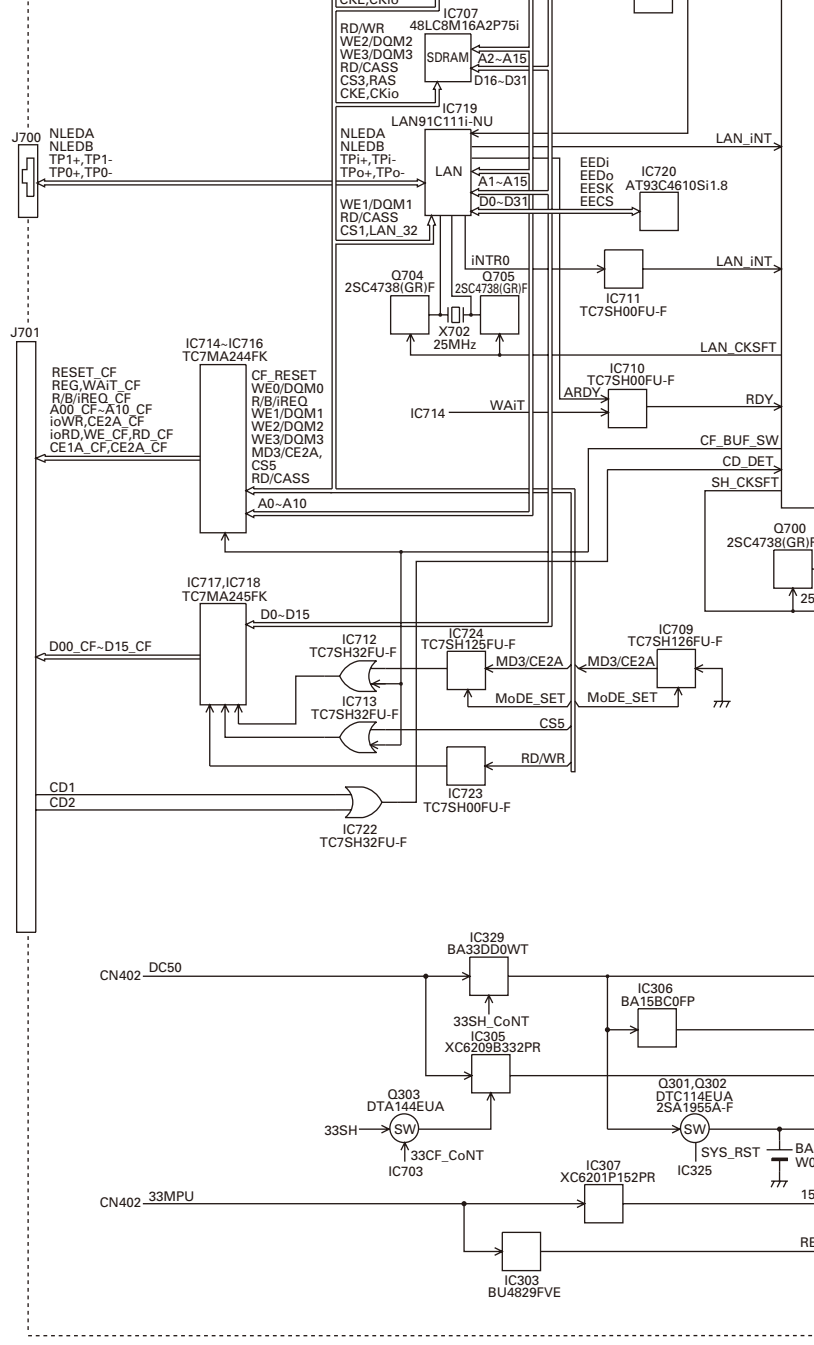 CKE,CKio
IC707
48LC8M16A2P75i
RD/WR
WE2/DQM2
WE3/DQM3
RD/CASS
CS3,RAS
CKE,CKio
SDRAM
A2~A15
D16~D31
IC719
LAN91C111i-NU
J700
NLEDA
NLEDB
TP1+,TP1-
TP0+,TP0-
NLEDA
NLEDB
TPi+,TPi-
TPo+,TPo-
LAN
LAN_iNT
A1~A15
D0~D31
EEDi
EEDo
EESK
EECS
IC720
AT93C4610Si1.8
WE1/DQM1
RD/CASS
CS1,LAN_32
iNTR0
LAN_iNT
IC711
TC7SH00FU-F
Q704
2SC4738(GR)F
Q705
2SC4738(GR)F
X702
25MHz
LAN_CKSFT
J701
IC714~IC716
TC7MA244FK
RESET_CF
REG,WAiT_CF
R/B/iREQ_CF
A00_CF~A10_CF
ioWR,CE2A_CF
ioRD,WE_CF,RD_CF
CE1A_CF,CE2A_CF
CF_RESET
WE0/DQM0
R/B/iREQ
WE1/DQM1
WE2/DQM2
WE3/DQM3
MD3/CE2A,
CS5
RD/CASS
A0~A10
IC710
TC7SH00FU-F
ARDY
IC714
WAiT
RDY
CF_BUF_SW
CD_DET
SH_CKSFT
Q700
2SC4738(GR)F
25
IC717,IC718
TC7MA245FK
D0~D15
D00_CF~D15_CF
IC712
TC7SH32FU-F
IC724
TC7SH125FU-F
IC709
TC7SH126FU-F
MD3/CE2A
MD3/CE2A
MoDE_SET
MoDE_SET
IC713
TC7SH32FU-F
CS5
RD/WR
IC723
TC7SH00FU-F
CD1
CD2
IC722
TC7SH32FU-F
IC329
BA33DD0WT
CN402
DC50
33SH_CoNT
IC306
BA15BC0FP
IC305
XC6209B332PR
Q303
DTA144EUA
33SH
SW
33CF_CoNT
IC703
Q301,Q302
DTC114EUA
2SA1955A-F
SW
SYS_RST
IC325
BA
W0
IC307
XC6201P152PR
CN402
33MPU
15
RE
IC303
BU4829FVE